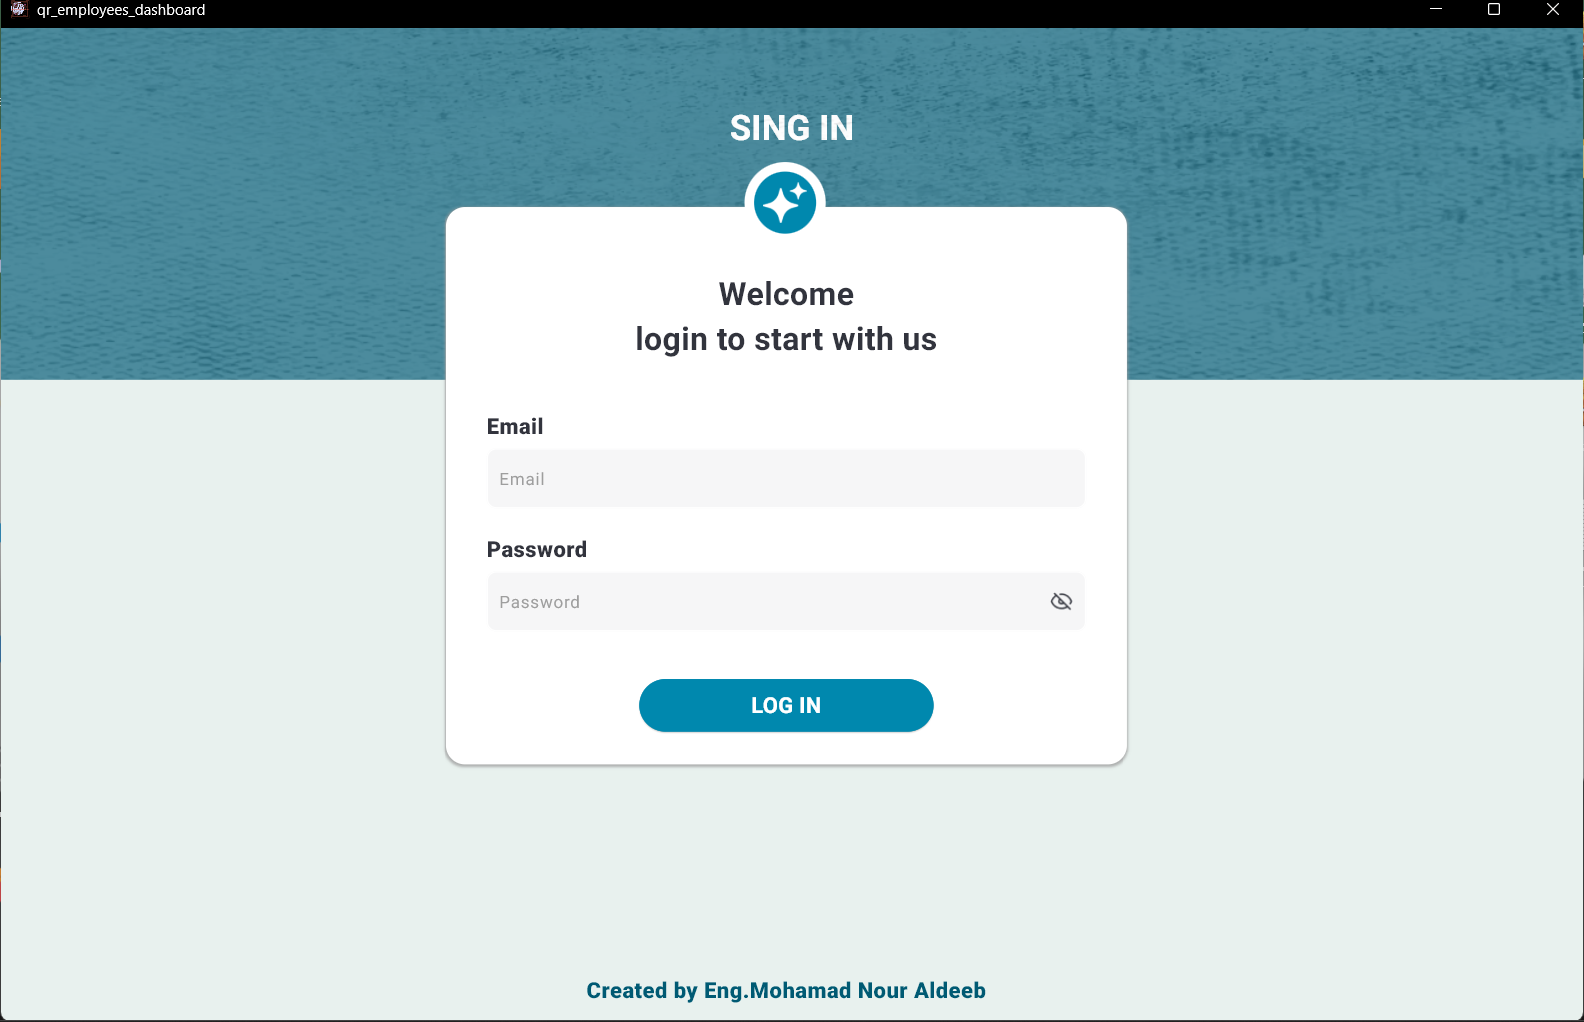 qr_employees_dashboard
SING IN
Welcome
login to start with us
Email
Email
Password
Password
LOG IN
Created by Eng.Mohamad Nour Aldeeb